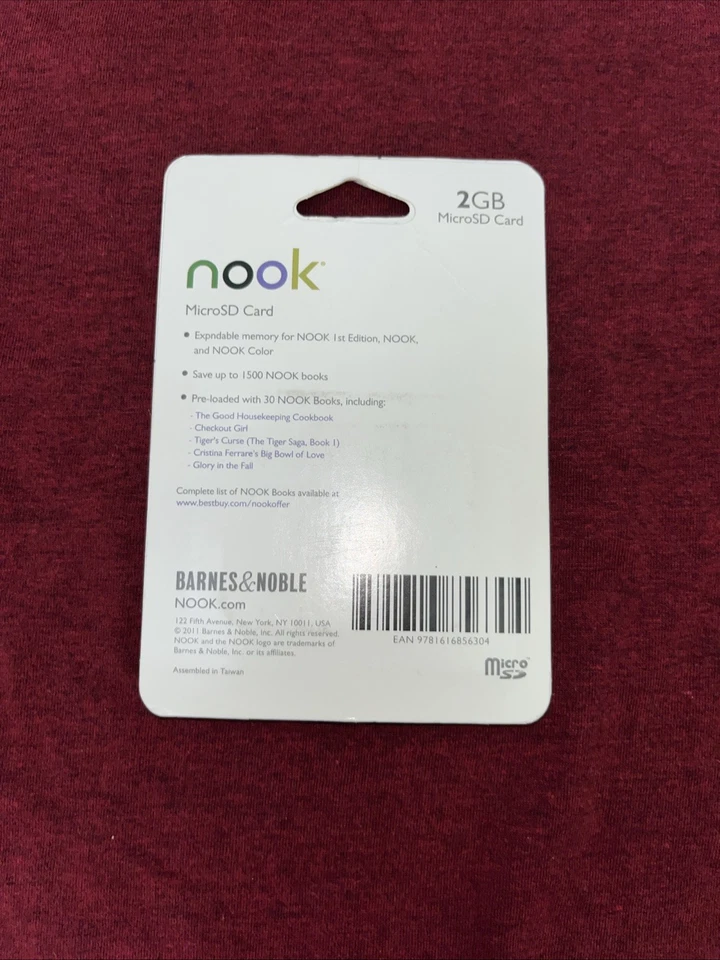 2GB
MicroSD Card
nook
MicroSD Card
• Expndable memory for NOOK 1st Edition, NOOK,
and NOOK Color
• Save up to 1500 NOOK books
• Pre-loaded with 30 NOOK Books, including:
- The Good Housekeeping Cookbook
- Checkout Girl
- Tiger's Curse (The Tiger Saga, Book 1)
- Cristina Ferrare's Big Bowl of Love
- Glory in the Fall
Complete list of NOOK Books available at
www.bestbuy.com/nookoffer
BARNES&NOBLE
NOOK.com
122 Fifth Avenue, New York, NY 10011, USA
© 2011 Barnes & Noble, Inc. All rights reserved.
NOOK and the NOOK logo are trademarks of
Barnes & Noble, Inc. or its affiliates.
Assembled in Taiwan
EAN 9781616856304
Micro
SD